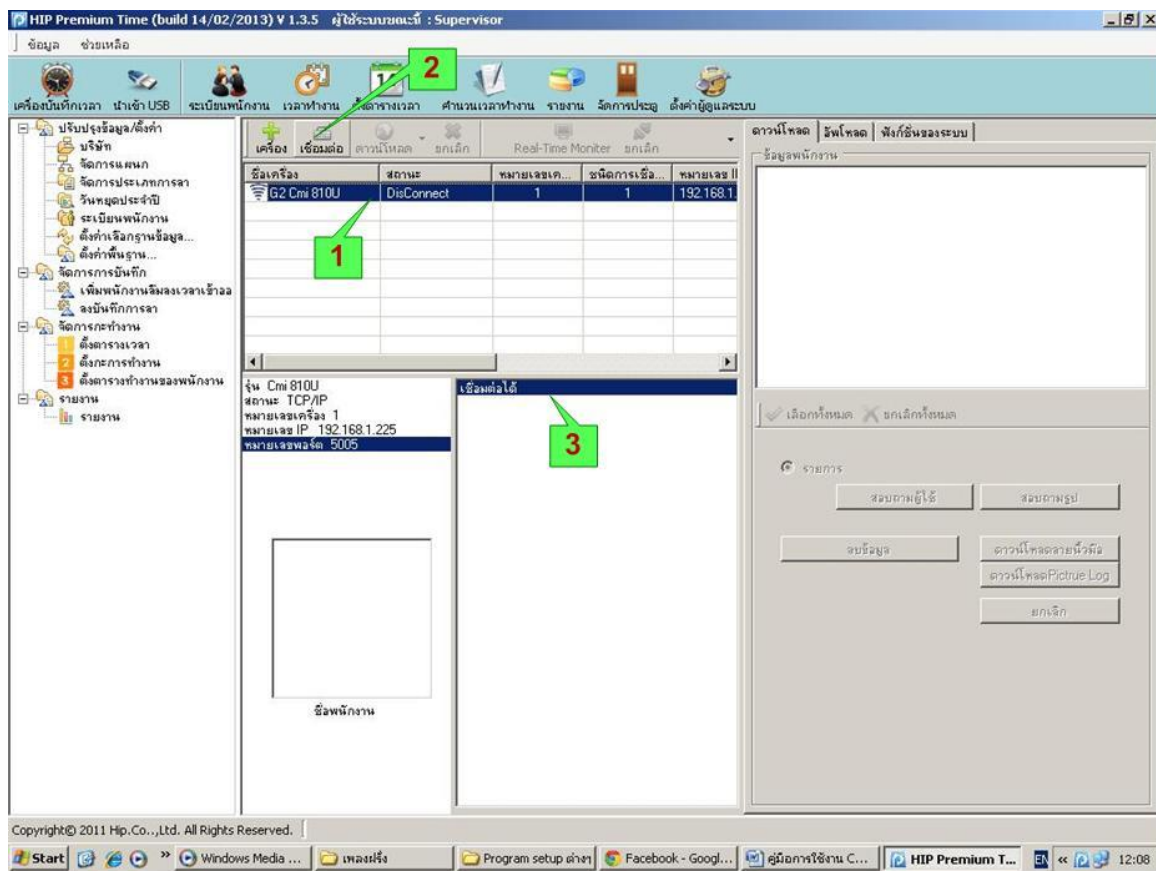 HIP Premium Time (build 14/02/2013) V 1.3.5 ผู้ใช้ระบบขณะนี้ : Supervisor
ข้อมูล ช่วยเหลือ
2
เครื่องบันทึกเวลา นำเข้า USB ระเบียนพนักงาน เวลาทำงาน ตั้งตารางเวลา คำนวนเวลาทำงาน รายงาน จัดการประตู ตั้งค่าผู้ดูแลระบบ
ปรับปรุงข้อมูล/ตั้งค่า
บริษัท
จัดการแผนก
จัดการประเภทการลา
วันหยุดประจำปี
ระเบียนพนักงาน
ตั้งค่าเลือกฐานข้อมูล...
ตั้งค่าพื้นฐาน...
จัดการการบันทึก
เพิ่มพนักงานลืมลงเวลาเข้าออ
ลงบันทึกการลา
จัดการกะทำงาน
1 ตั้งตารางเวลา
2 ตั้งกะการทำงาน
3 ตั้งตารางทำงานของพนักงาน
รายงาน
รายงาน
เครื่อง เชื่อมต่อ ดาวน์โหลด ยกเลิก Real-Time Moniter ยกเลิก
ชื่อเครื่อง สถานะ หมายเลขเค... ชนิดการเชื่อ... หมายเลข II
G2 Cmi 810U DisConnect 1 1 192.168.1.
1
รุ่น Cmi 810U
สถานะ TCP/IP
หมายเลขเครื่อง 1
หมายเลข IP 192.168.1.225
หมายเลขพอร์ต 5005
ชื่อพนักงาน
เชื่อมต่อได้
3
ดาวน์โหลด อัพโหลด ฟังก์ชั่นของระบบ
ข้อมูลพนักงาน
เลือกทั้งหมด ยกเลิกทั้งหมด
รายการ
สอบถามผู้ใช้ สอบถามรูป
ลบข้อมูล ดาวน์โหลดลายนิ้วมือ
ดาวน์โหลดPictrue Log
ยกเลิก
Copyright© 2011 Hip.Co..,Ltd. All Rights Reserved.
Start Windows Media ... เพลงฝรั่ง Program setup ต่างๆ Facebook - Googl... คู่มือการใช้งาน C... HIP Premium T... EN 12:08